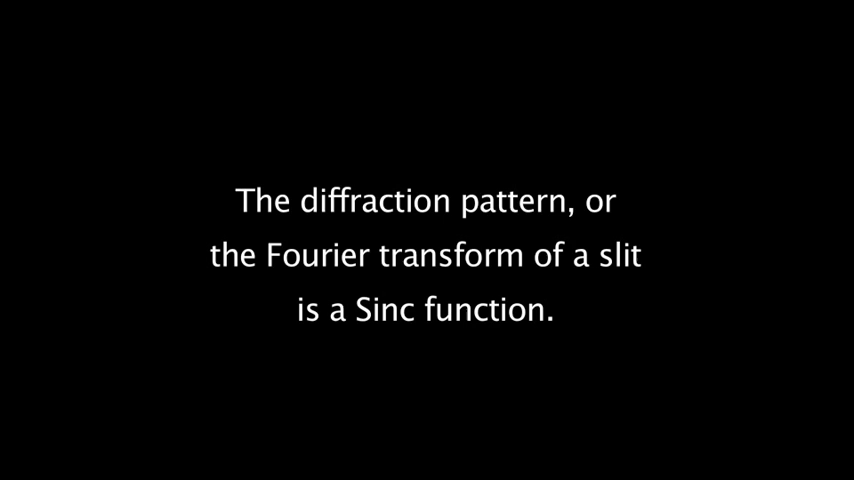 The diffraction pattern, or
the Fourier transform of a slit
is a Sinc function.